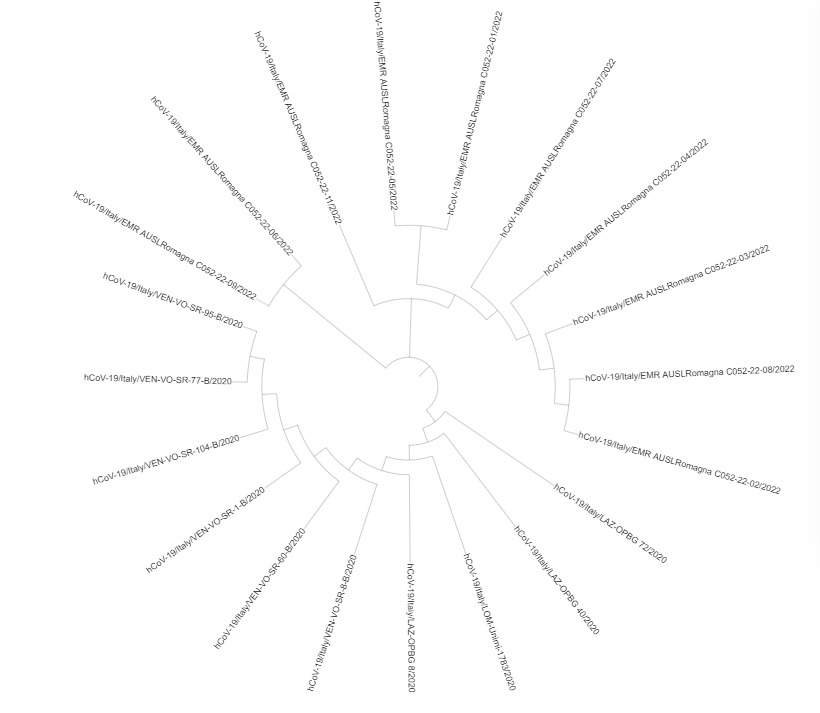 hCoV-19/Italy/EMR AUSLRomagna C052-22-05/2022
hCoV-19/Italy/EMR AUSLRomagna C052-22-01/2022
hCoV-19/Italy/EMR AUSLRomagna C052-22-07/2022
hCoV-19/Italy/EMR AUSLRomagna C052-22-04/2022
hCoV-19/Italy/EMR AUSLRomagna C052-22-03/2022
hCoV-19/Italy/EMR AUSLRomagna C052-22-08/2022
hCoV-19/Italy/EMR AUSLRomagna C052-22-02/2022
hCoV-19/Italy/LAZ-OPBG 72/2020
hCoV-19/Italy/LAZ-OPBG 40/2020
hCoV-19/Italy/LOM-Unimi-1783/2020
hCoV-19/Italy/LAZ-OPBG 8/2020
hCoV-19/Italy/VEN-VO-SR-8-B/2020
hCoV-19/Italy/VEN-VO-SR-60-B/2020
hCoV-19/Italy/VEN-VO-SR-1-B/2020
hCoV-19/Italy/VEN-VO-SR-104-B/2020
hCoV-19/Italy/VEN-VO-SR-77-B/2020
hCoV-19/Italy/VEN-VO-SR-95-B/2020
hCoV-19/Italy/EMR AUSLRomagna C052-22-09/2022
hCoV-19/Italy/EMR AUSLRomagna C052-22-06/2022
hCoV-19/Italy/EMR AUSLRomagna C052-22-11/2022